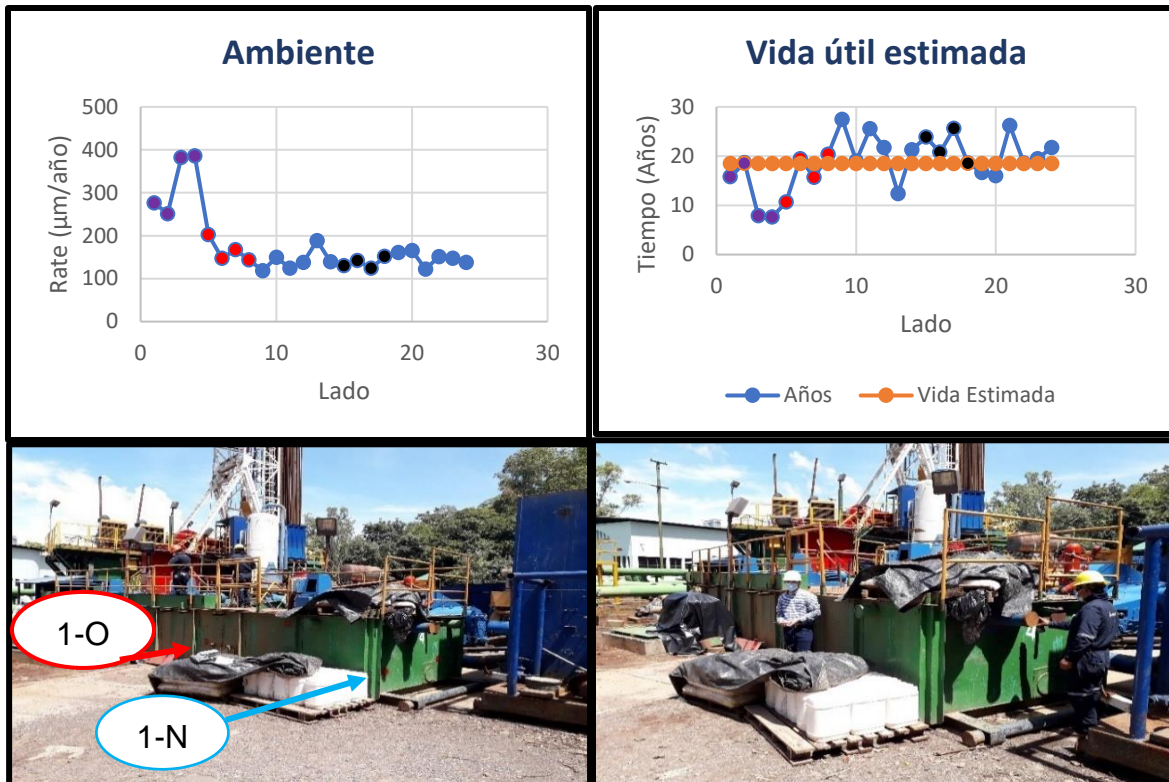 Ambiente
500
400
300
200
100
0
Rate (µm/año)
0 10 20 30
Lado
Vida útil estimada
30
20
10
0
Tiempo (Años)
0 10 20 30
Lado
Años Vida Estimada
1-O
1-N
4